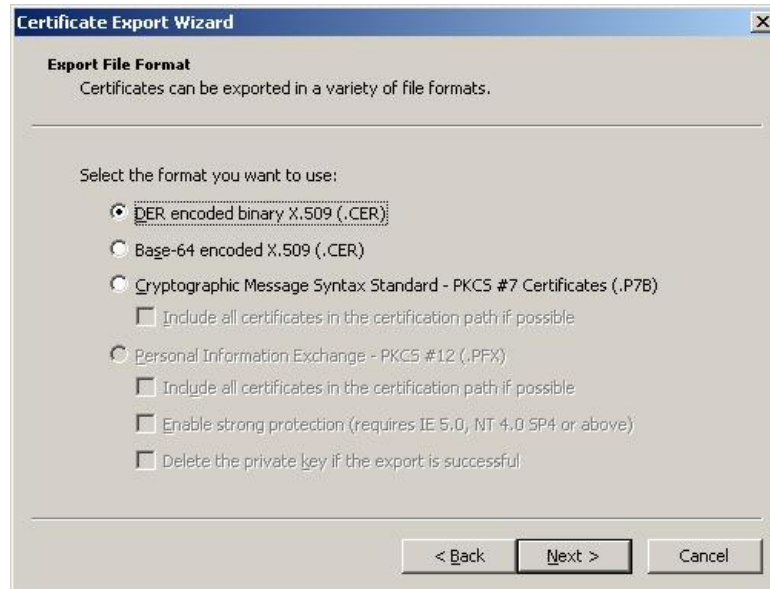 Certificate Export Wizard
Export File Format
Certificates can be exported in a variety of file formats.
Select the format you want to use:
DER encoded binary X.509 (.CER)
Base-64 encoded X.509 (.CER)
Cryptographic Message Syntax Standard - PKCS #7 Certificates (.P7B)
Include all certificates in the certification path if possible
Personal Information Exchange - PKCS #12 (.PFX)
Include all certificates in the certification path if possible
Enable strong protection (requires IE 5.0, NT 4.0 SP4 or above)
Delete the private key if the export is successful
< Back Next > Cancel